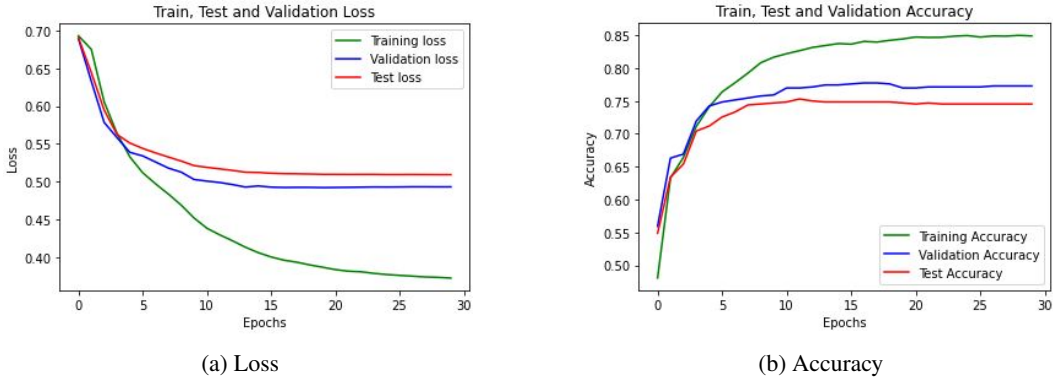 Train, Test and Validation Loss
0.70
0.65
0.60
0.55
0.50
0.45
0.40
Loss
Training loss
Validation loss
Test loss
0 5 10 15 20 25 30
Epochs
(a) Loss
Train, Test and Validation Accuracy
0.85
0.80
0.75
0.70
0.65
0.60
0.55
0.50
Accuracy
Training Accuracy
Validation Accuracy
Test Accuracy
0 5 10 15 20 25 30
Epochs
(b) Accuracy